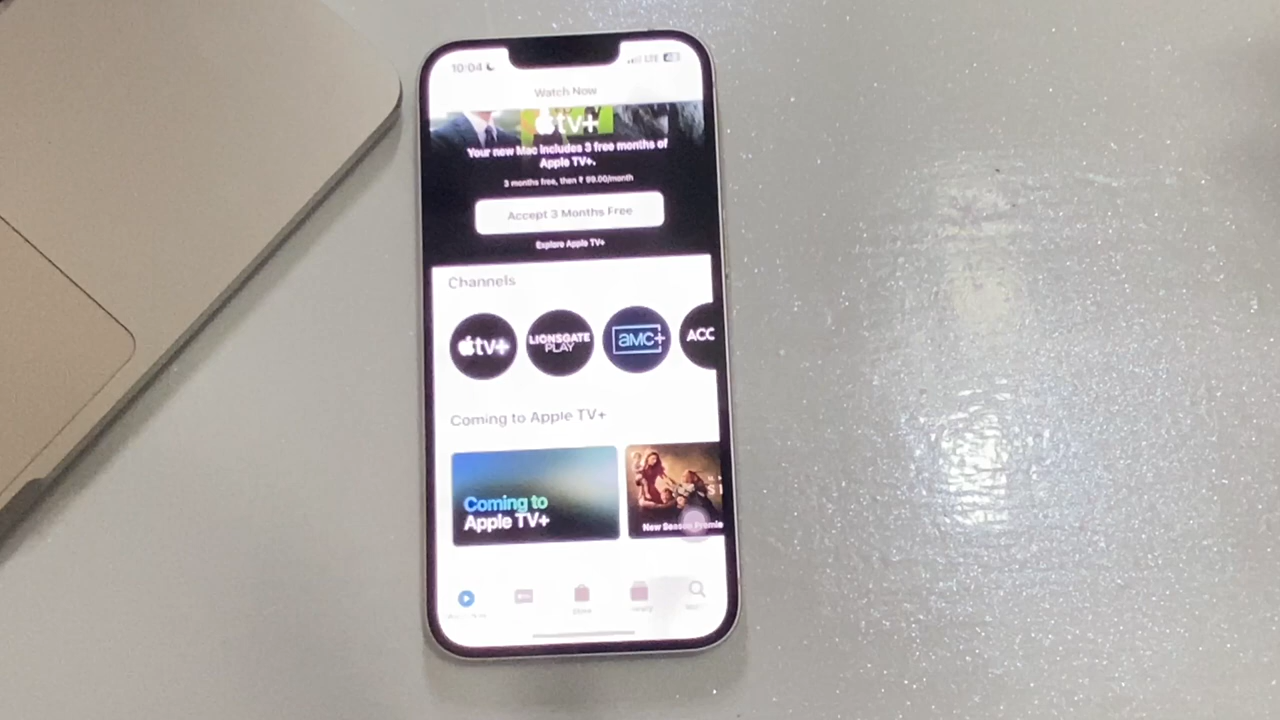 10:04
LTE
Watch Now
tv+
Your new Mac includes 3 free months of
Apple TV+.
3 months free, then ₹ 99.00/month
Accept 3 Months Free
Explore Apple TV+
Channels
tv+
LIONSGATE
PLAY
aMC+
ACC
Coming to Apple TV+
Coming to
Apple TV+
New Season Premie
Store